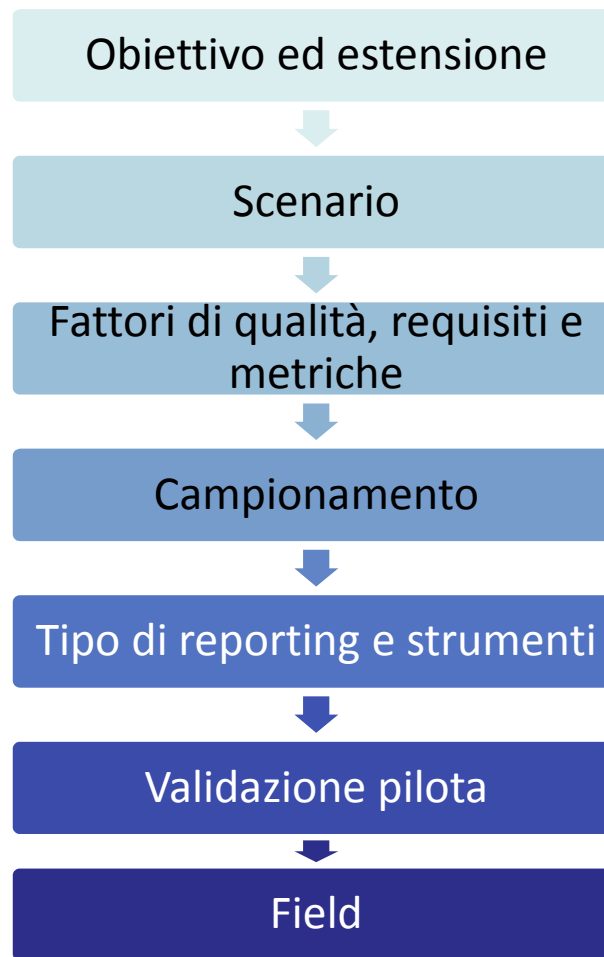 Obiettivo ed estensione
Scenario
Fattori di qualità, requisiti e
metriche
Campionamento
Tipo di reporting e strumenti
Validazione pilota
Field